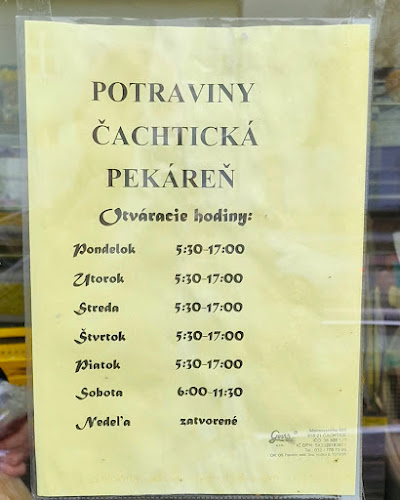 POTRAVINY
ČACHTICKÁ
PEKÁREŇ
Otváracie hodiny:
Pondelok 5:30-17:00
Utorok 5:30-17:00
Streda 5:30-17:00
Štvrtok 5:30-17:00
Piatok 5:30-17:00
Sobota 6:00-11:30
Nedeľa zatvorené
ČACHTICE